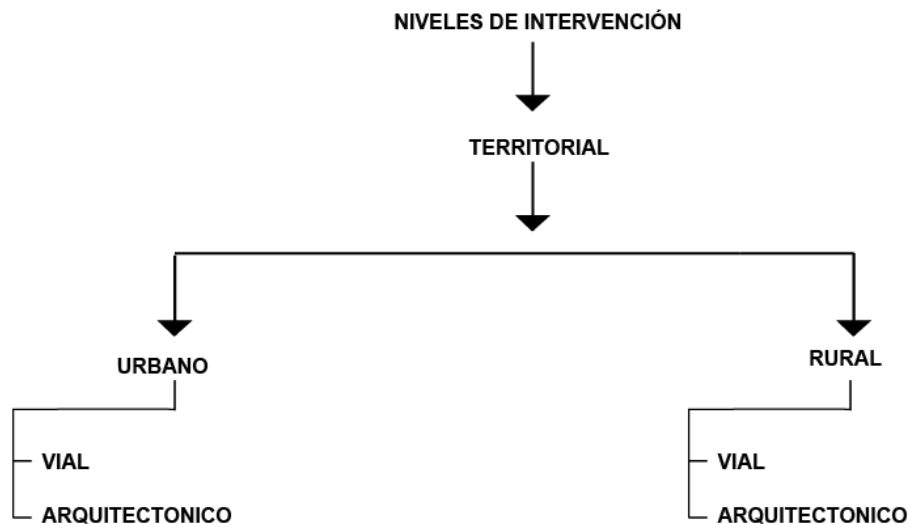 NIVELES DE INTERVENCIÓN
TERRITORIAL
URBANO
RURAL
VIAL
VIAL
ARQUITECTONICO
ARQUITECTONICO